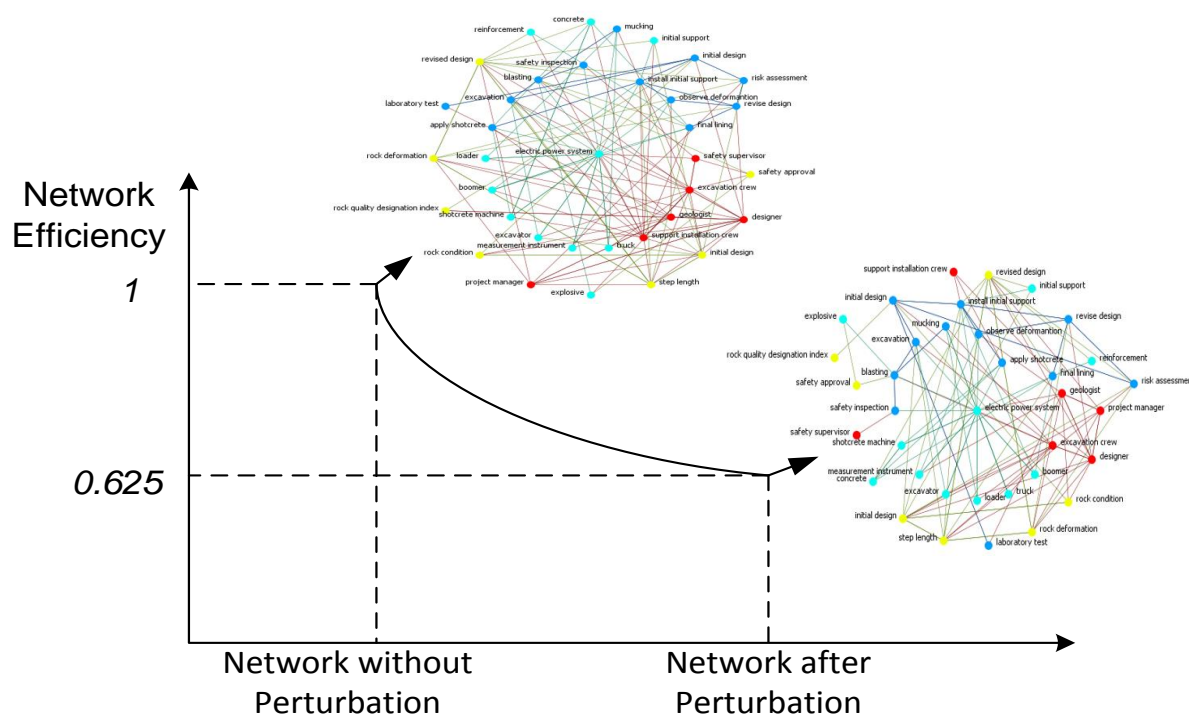 concrete
mucking
reinforcement
initial support
revised design
safety inspection
initial design
blasting
install initial support
risk assessment
laboratory test
excavation
observe deformantion
revise design
apply shotcrete
final lining
rock deformation
loader
electric power system
safety supervisor
boomer
excavation crew
safety approval
rock quality designation index
shotcrete machine
geologist
designer
excavator
support installation crew
measurement instrument
truck
rock condition
initial design
project manager
explosive
step length
Network
Efficiency
1
0.625
support installation crew
revised design
initial support
initial design
install initial support
explosive
mucking
observe deformantion
revise design
excavation
rock quality designation index
apply shotcrete
reinforcement
blasting
final lining
safety approval
geologist
risk assessment
safety inspection
electric power system
project manager
safety supervisor
shotcrete machine
excavation crew
designer
measurement instrument
concrete
boomer
excavator
loader
truck
rock condition
initial design
step length
rock deformation
laboratory test
Network without
Perturbation
Network after
Perturbation